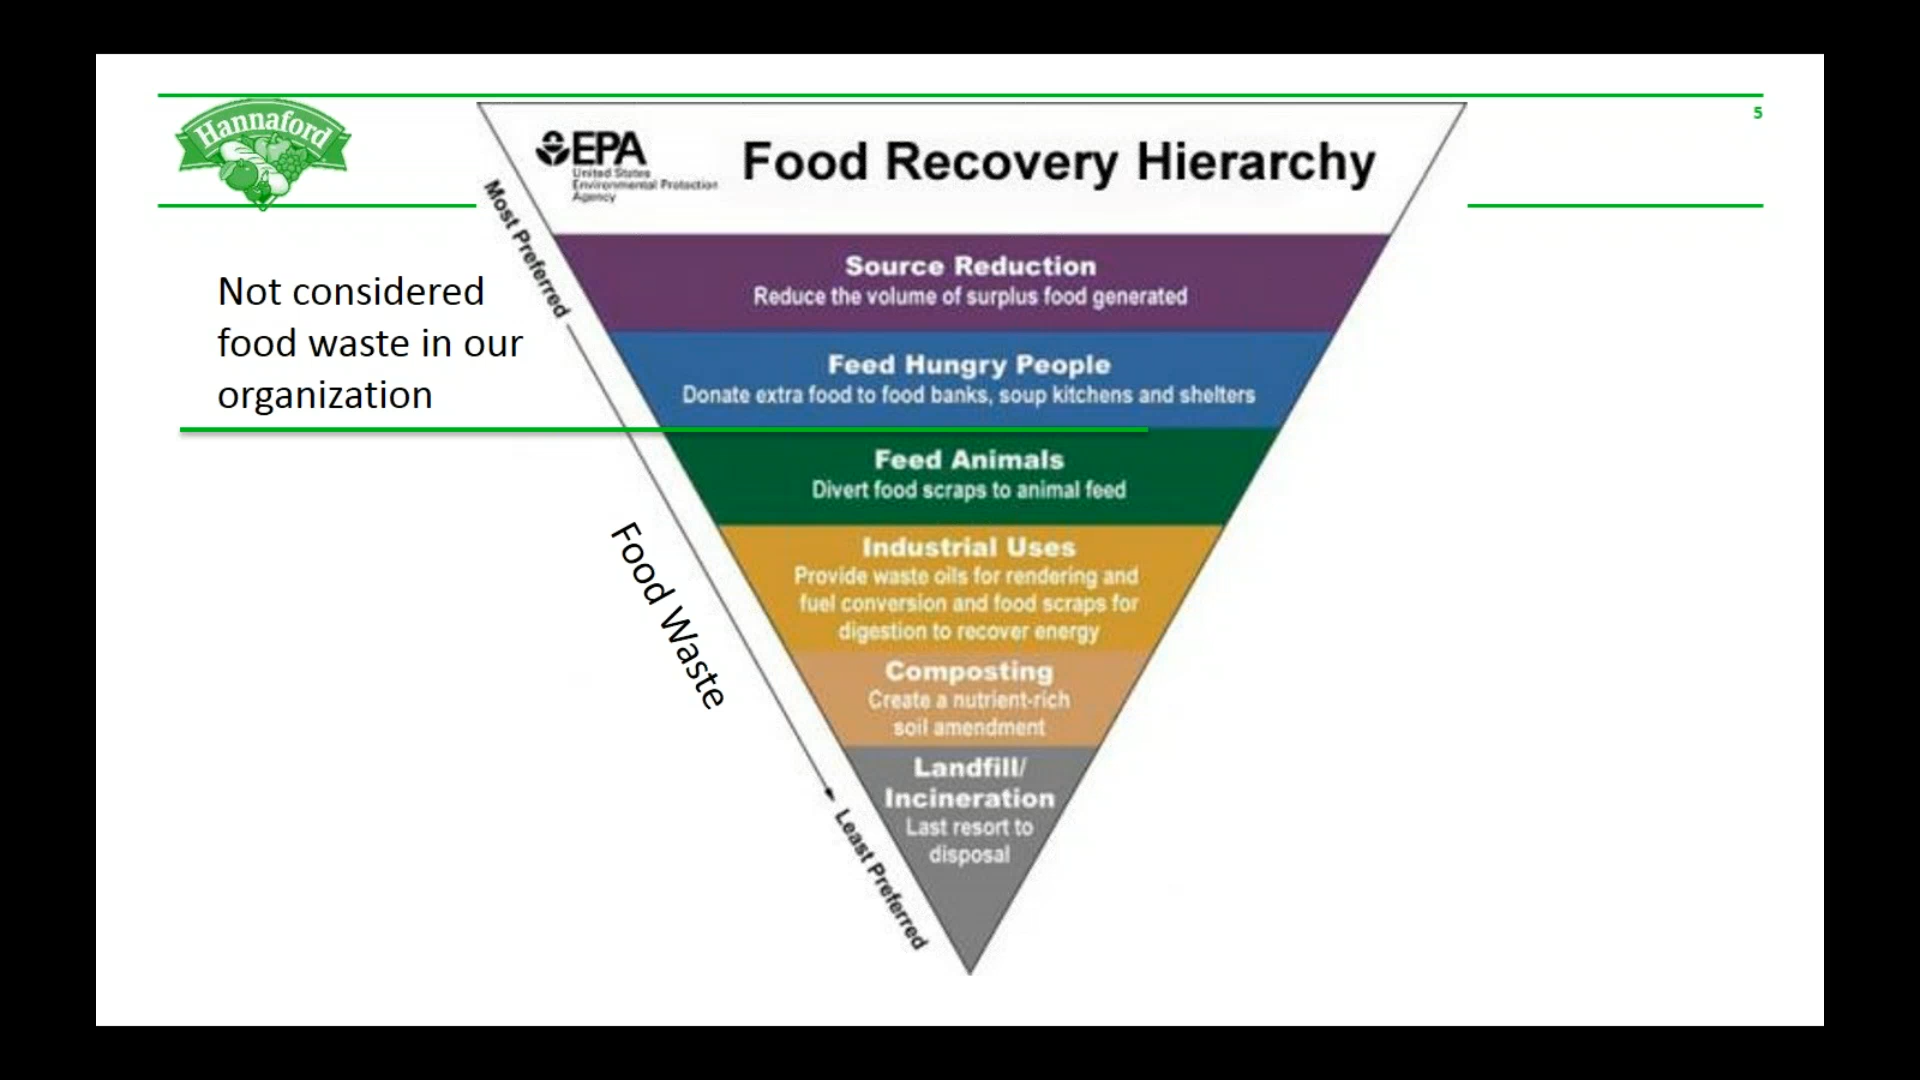 Hannaford
5
EPA
United States
Environmental Protection
Agency
Food Recovery Hierarchy
Most Preferred
Source Reduction
Reduce the volume of surplus food generated
Not considered
food waste in our
organization
Feed Hungry People
Donate extra food to food banks, soup kitchens and shelters
Feed Animals
Divert food scraps to animal feed
Food Waste
Industrial Uses
Provide waste oils for rendering and
fuel conversion and food scraps for
digestion to recover energy
Composting
Create a nutrient-rich
soil amendment
Landfill/
Incineration
Last resort to
disposal
Least Preferred